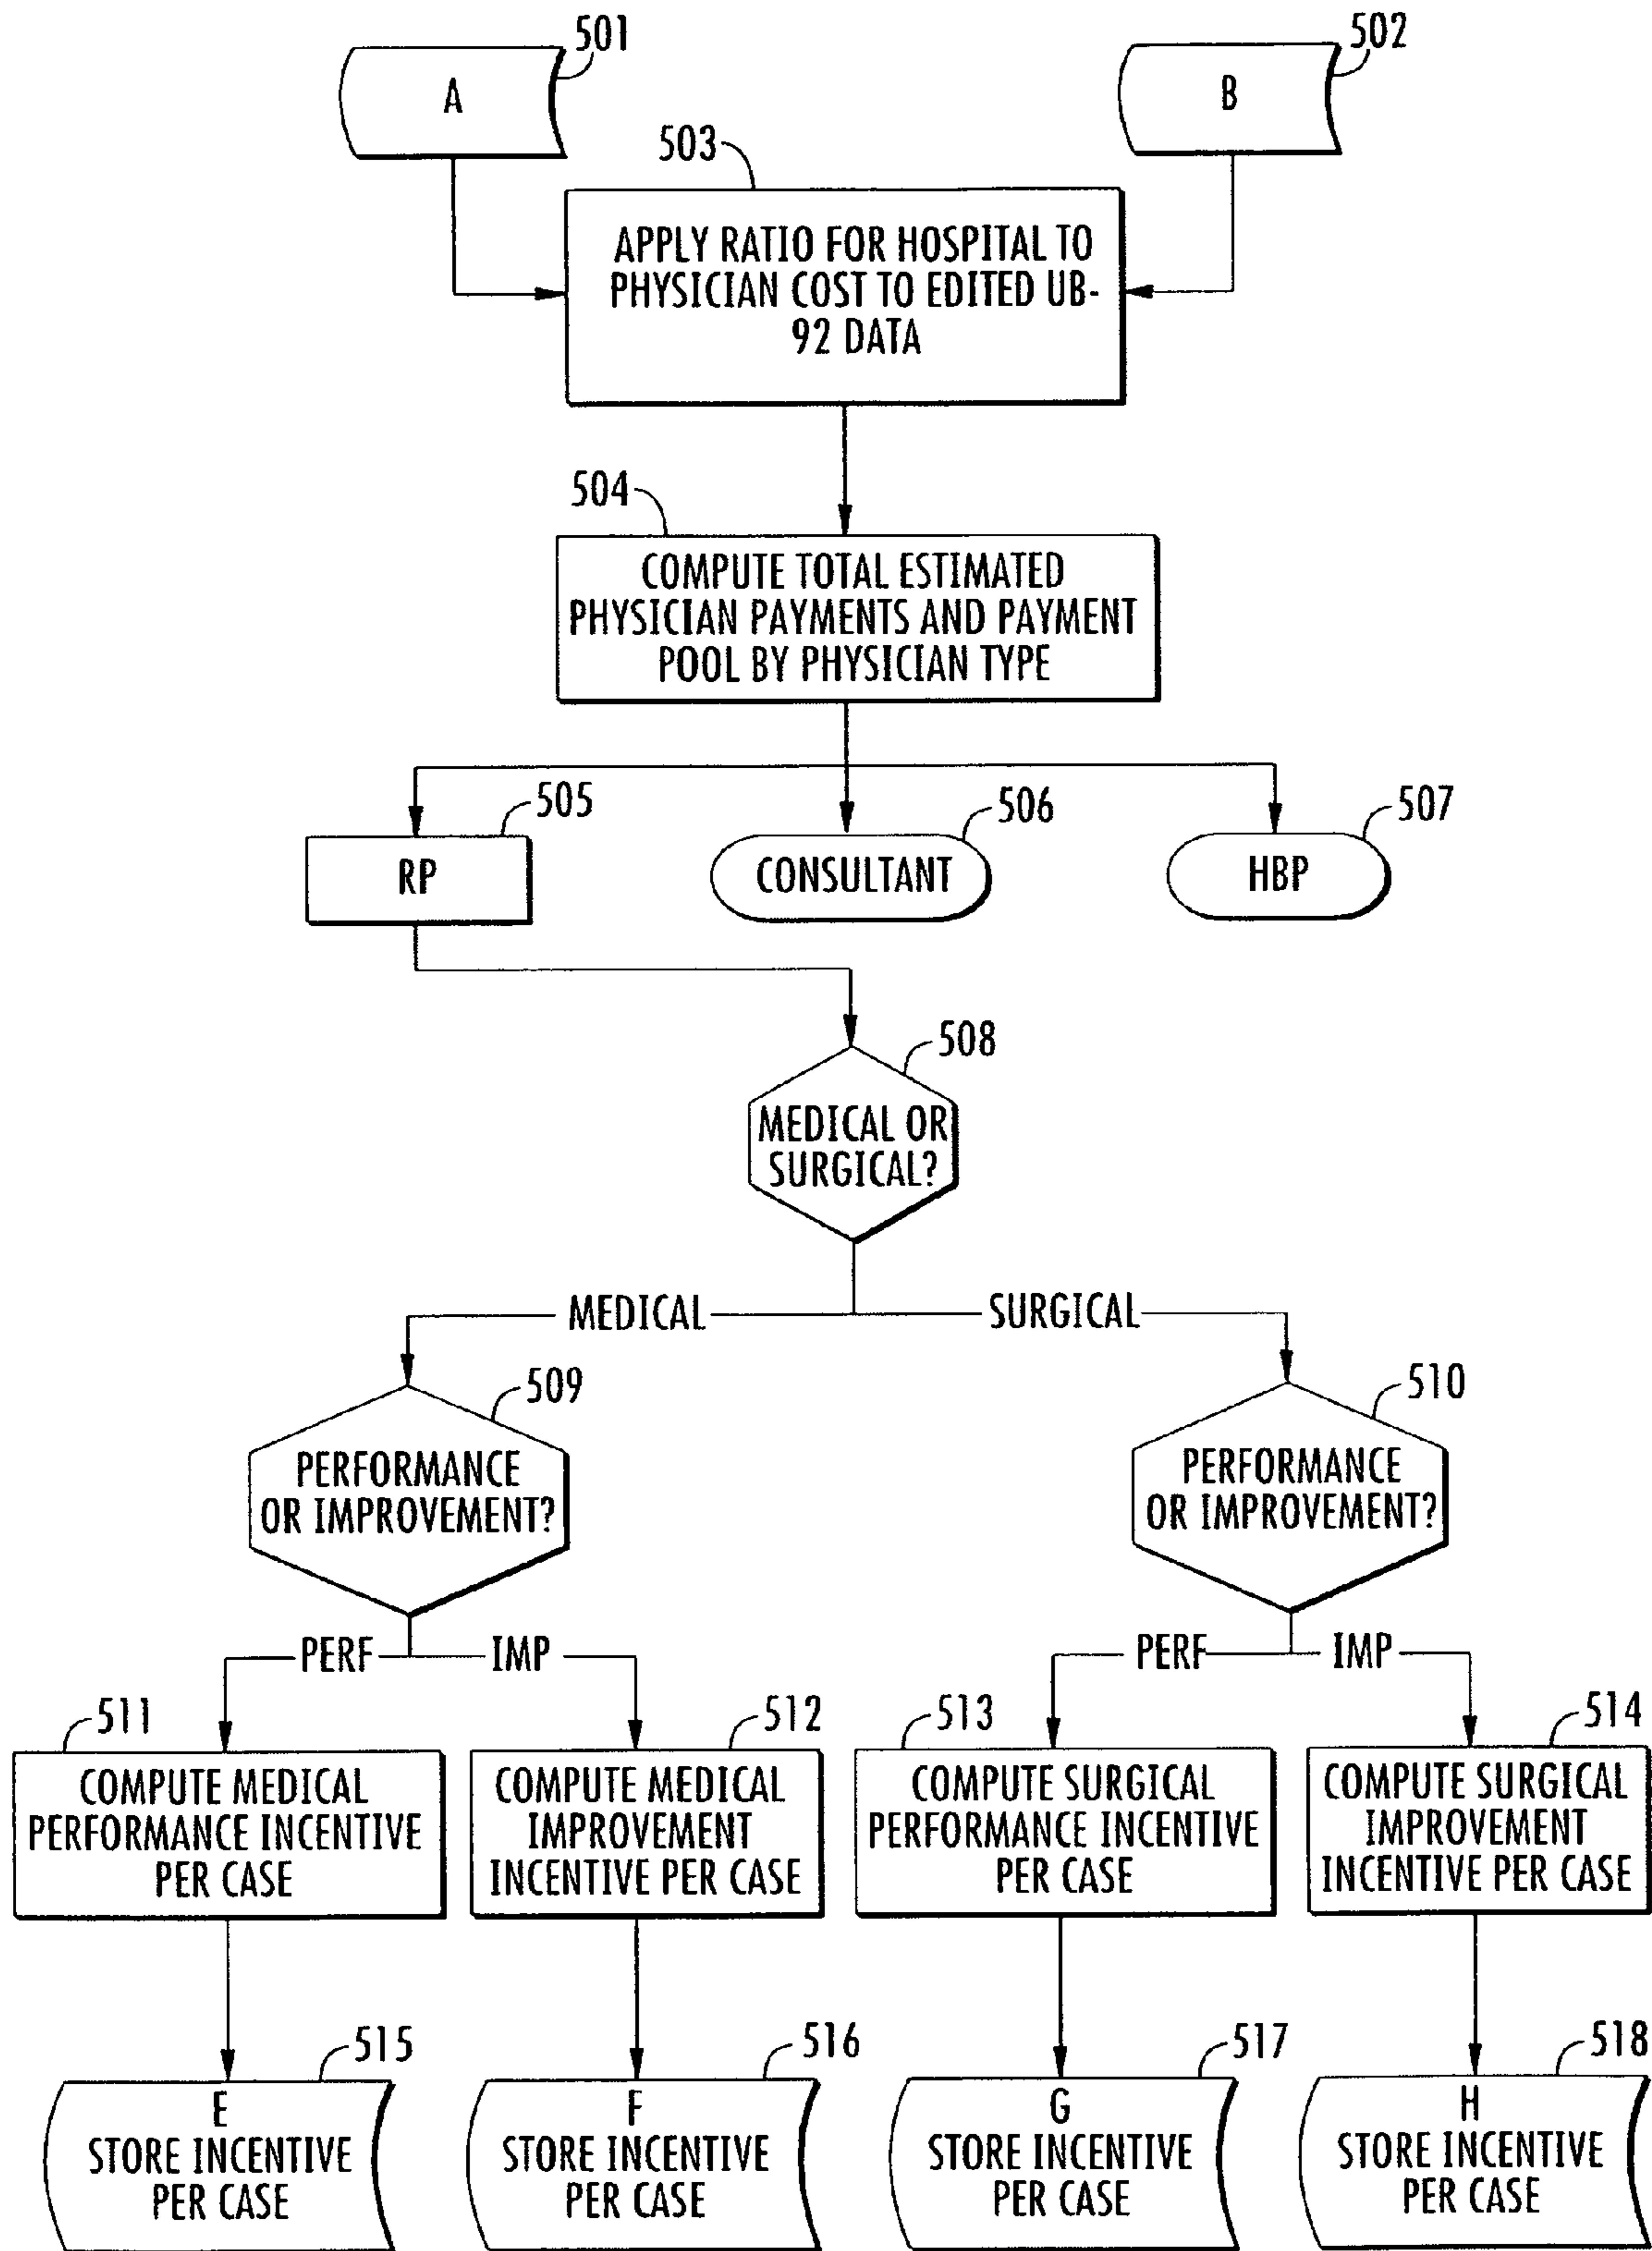 501
502
A
B
503
APPLY RATIO FOR HOSPITAL TO
PHYSICIAN COST TO EDITED UB-
92 DATA
504
COMPUTE TOTAL ESTIMATED
PHYSICIAN PAYMENTS AND PAYMENT
POOL BY PHYSICIAN TYPE
505
506
507
RP
CONSULTANT
HBP
508
MEDICAL OR
SURGICAL?
MEDICAL
SURGICAL
509
510
PERFORMANCE
OR IMPROVEMENT?
PERFORMANCE
OR IMPROVEMENT?
PERF
IMP
PERF
IMP
511
512
513
514
COMPUTE MEDICAL
PERFORMANCE INCENTIVE
PER CASE
COMPUTE MEDICAL
IMPROVEMENT
INCENTIVE PER CASE
COMPUTE SURGICAL
PERFORMANCE INCENTIVE
PER CASE
COMPUTE SURGICAL
IMPROVEMENT
INCENTIVE PER CASE
515
516
517
518
E
STORE INCENTIVE
PER CASE
F
STORE INCENTIVE
PER CASE
G
STORE INCENTIVE
PER CASE
H
STORE INCENTIVE
PER CASE